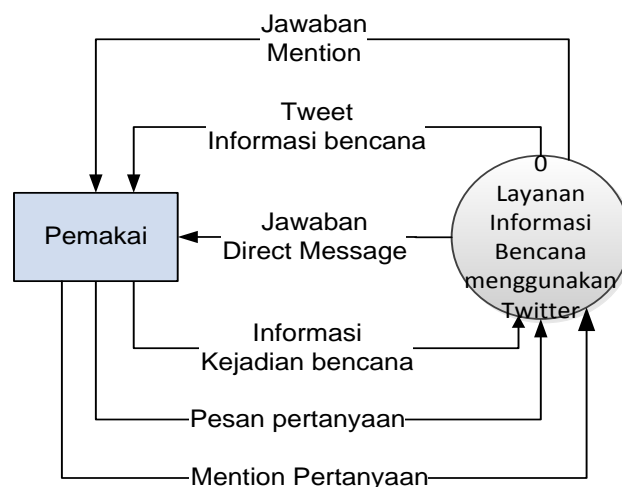 Jawaban
Mention
Tweet
Informasi bencana
0
Layanan
Informasi
Bencana
menggunakan
Twitter
Pemakai
Jawaban
Direct Message
Informasi
Kejadian bencana
Pesan pertanyaan
Mention Pertanyaan